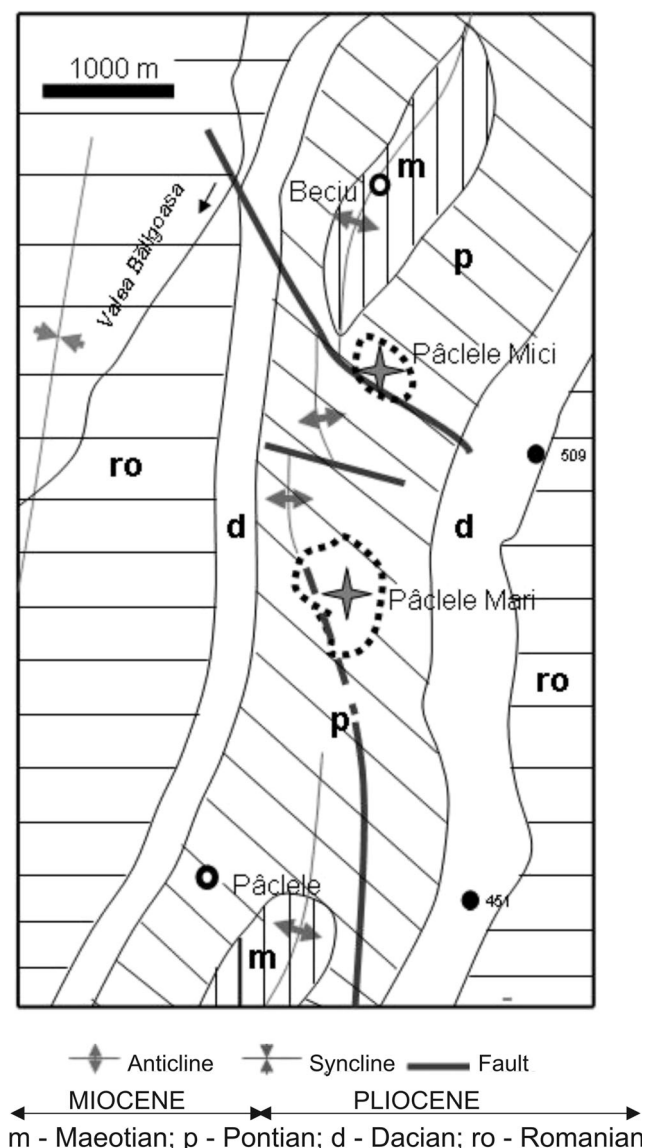 1000 m
m
Beciu
Valea Băligoasa
p
Pâclele Mici
ro
509
d
d
Pâclele Mari
ro
p
Pâclele
451
m
Anticline Syncline Fault
MIOCENE PLIOCENE
m - Maeotian; p - Pontian; d - Dacian; ro - Romanian